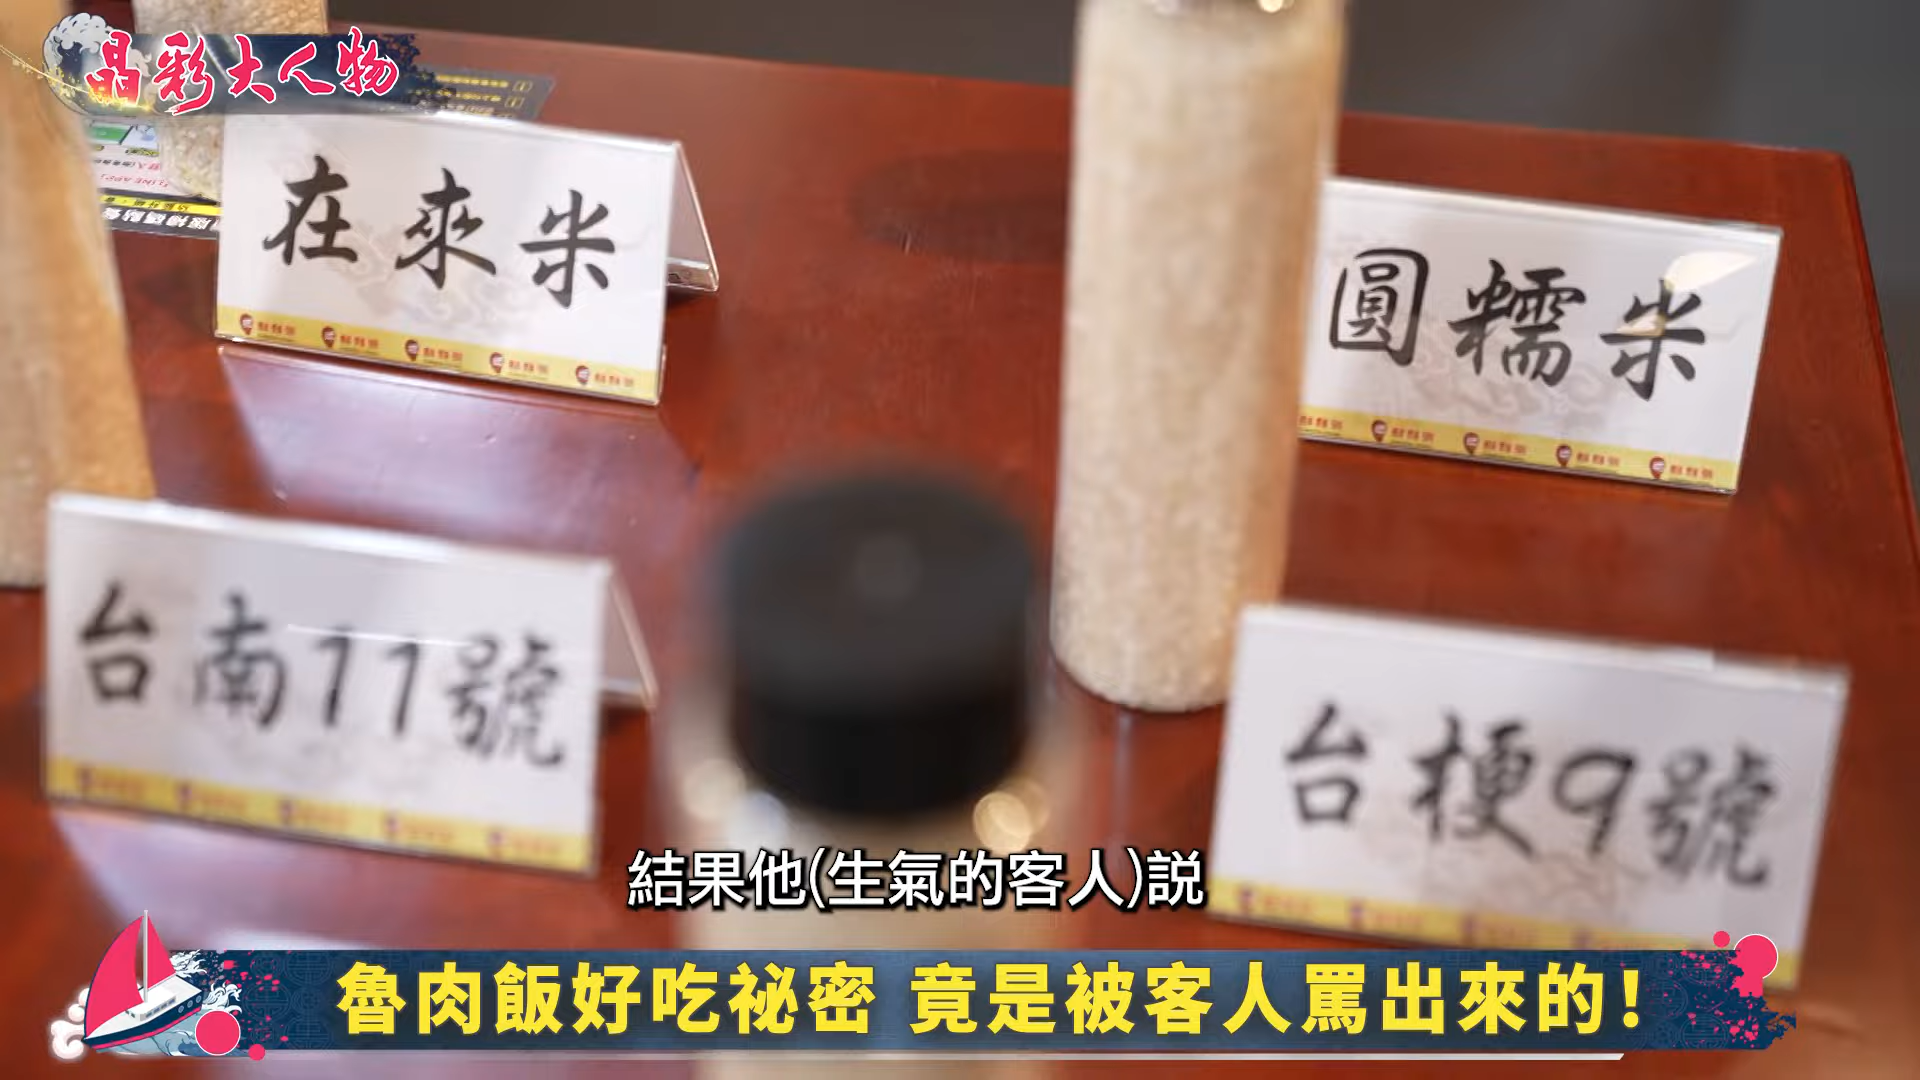 晶彩大人物
在來米
圓糯米
台南11號
台梗9號
結果他(生氣的客人)説
魯肉飯好吃祕密 竟是被客人罵出來的!